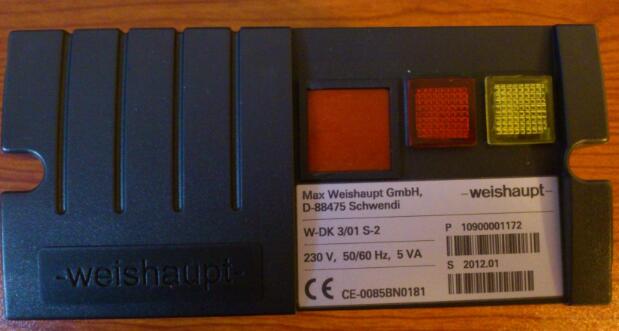 -weishaupt-
Max Weishaupt GmbH,
D-88475 Schwendi
-weishaupt-
W-DK 3/01 S-2
P 10900001172
230 V, 50/60 Hz, 5 VA
S 2012.01
CE CE-0085BN0181